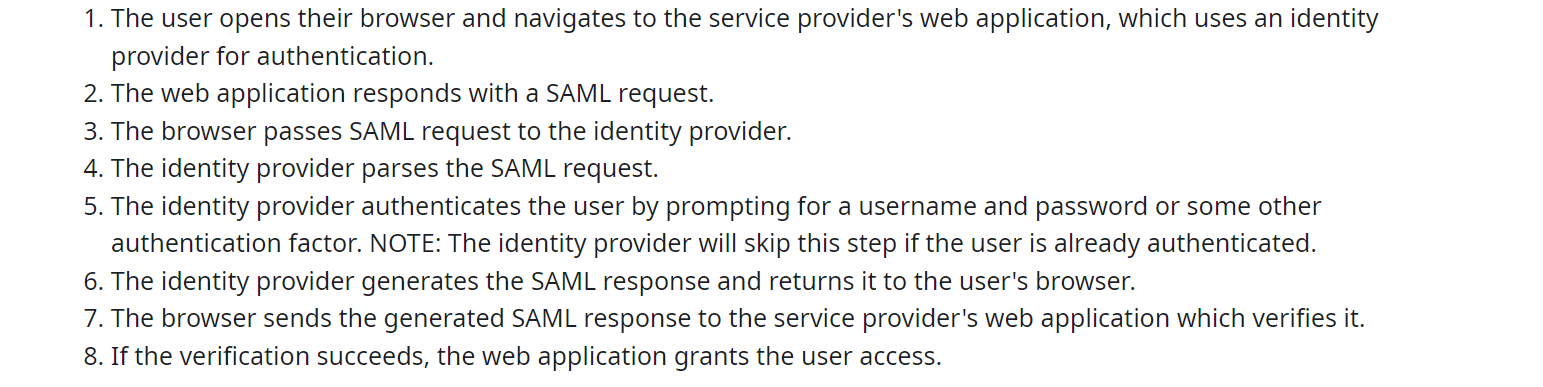 1. The user opens their browser and navigates to the service provider's web application, which uses an identity
provider for authentication.
2. The web application responds with a SAML request.
3. The browser passes SAML request to the identity provider.
4. The identity provider parses the SAML request.
5. The identity provider authenticates the user by prompting for a username and password or some other
authentication factor. NOTE: The identity provider will skip this step if the user is already authenticated.
6. The identity provider generates the SAML response and returns it to the user's browser.
7. The browser sends the generated SAML response to the service provider's web application which verifies it.
8. If the verification succeeds, the web application grants the user access.